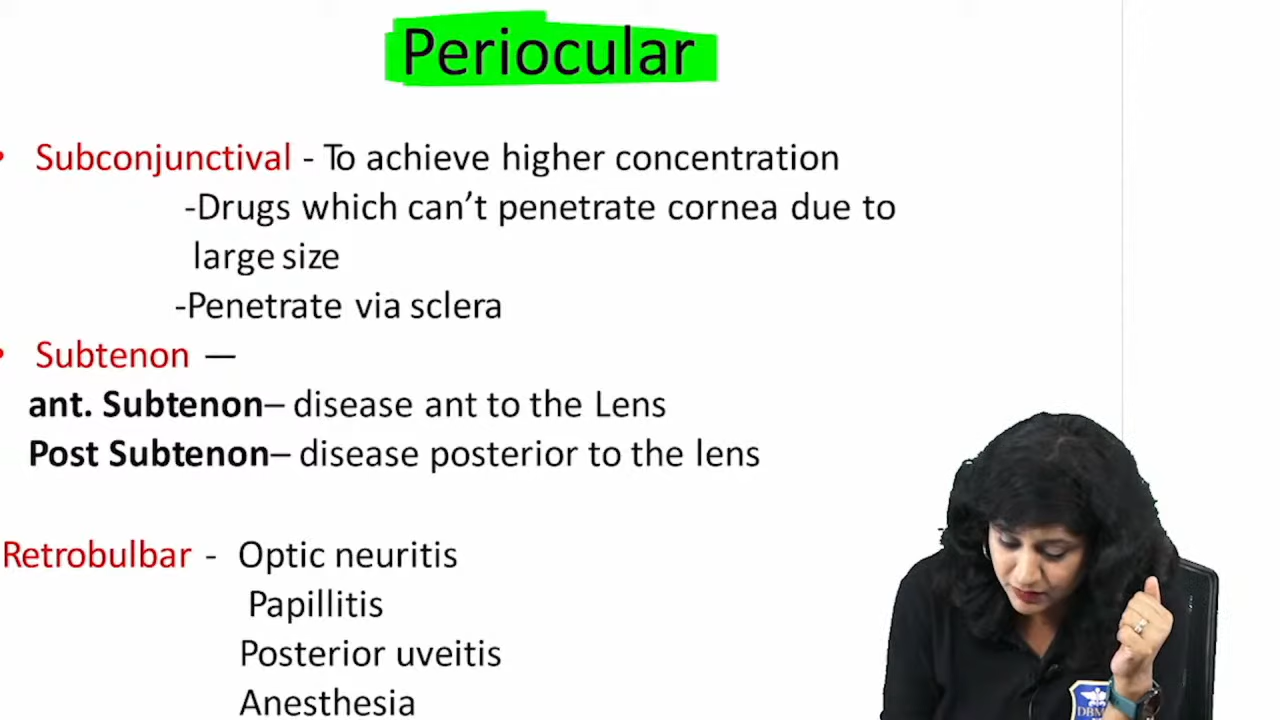 Periocular
• Subconjunctival - To achieve higher concentration
-Drugs which can’t penetrate cornea due to
large size
-Penetrate via sclera
• Subtenon —
ant. Subtenon– disease ant to the Lens
Post Subtenon– disease posterior to the lens
Retrobulbar - Optic neuritis
Papillitis
Posterior uveitis
Anesthesia